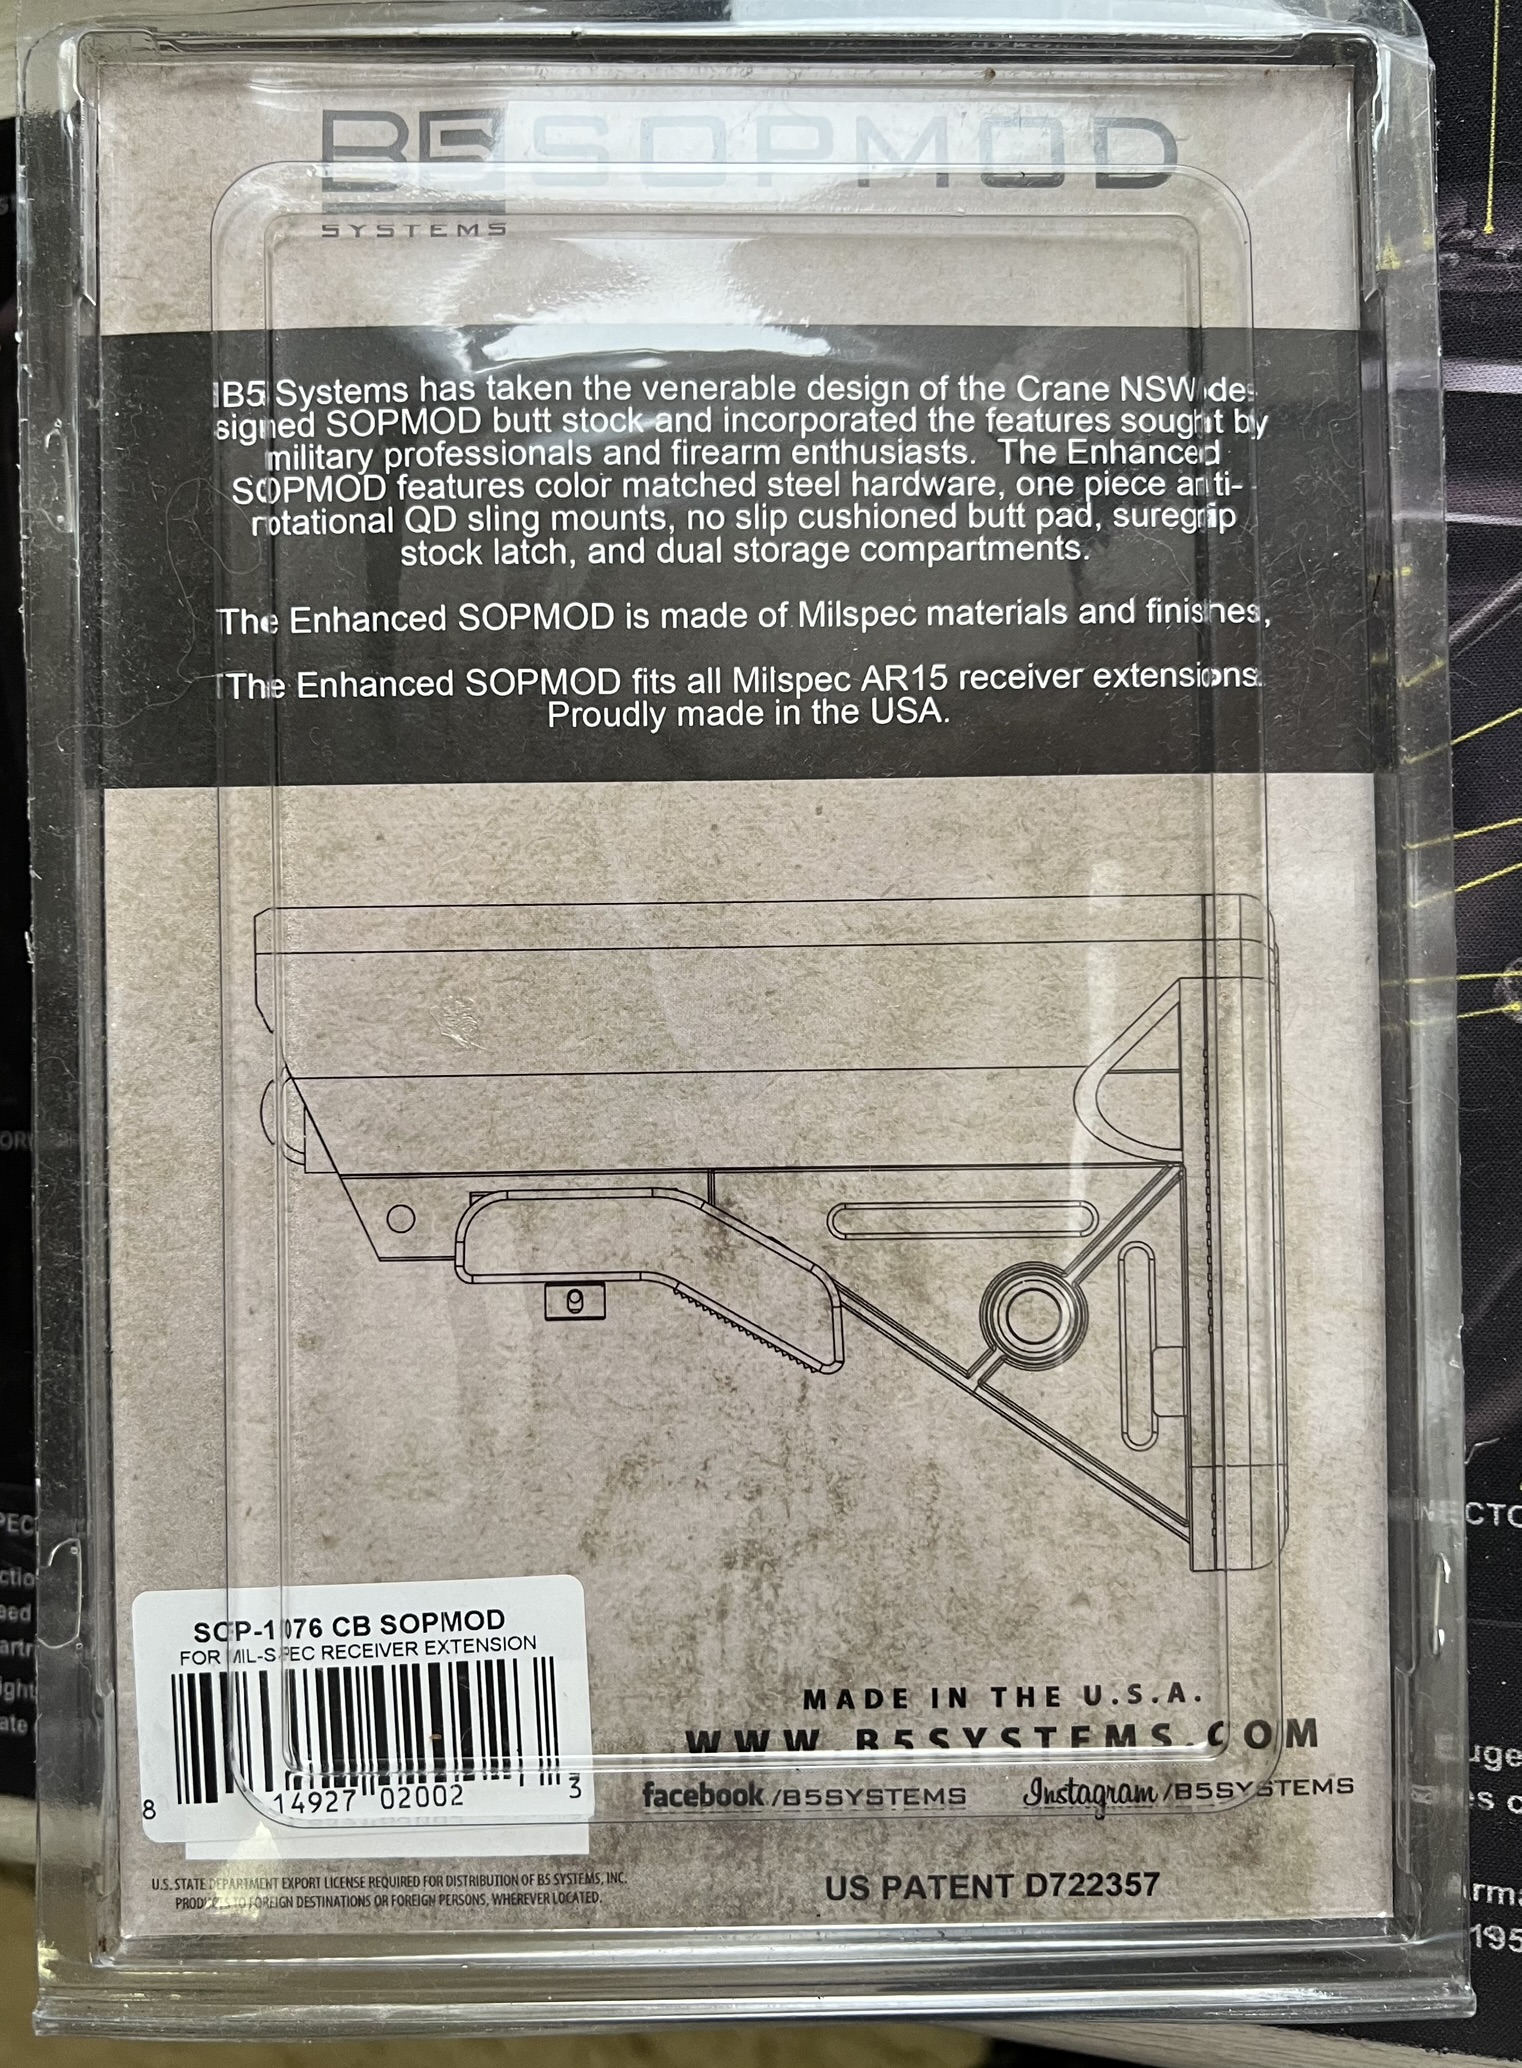 B5 SOPMOD
SYSTEMS
B5 Systems has taken the venerable design of the Crane NSW de-
signed SOPMOD butt stock and incorporated the features sought by
military professionals and firearm enthusiasts. The Enhanced
SOPMOD features color matched steel hardware, one piece anti-
rotational QD sling mounts, no slip cushioned butt pad, suregrip
stock latch, and dual storage compartments.
The Enhanced SOPMOD is made of Milspec materials and finishes,
The Enhanced SOPMOD fits all Milspec AR15 receiver extensions.
Proudly made in the USA.
SOP-1076 CB SOPMOD
FOR MIL-SPEC RECEIVER EXTENSION
8 14927 02002 3
MADE IN THE U.S.A.
WWW.B5SYSTEMS.COM
facebook/B5SYSTEMS Instagram/B5SYSTEMS
U.S. STATE DEPARTMENT EXPORT LICENSE REQUIRED FOR DISTRIBUTION OF B5 SYSTEMS, INC.
PRODUCTS TO FOREIGN DESTINATIONS OR FOREIGN PERSONS, WHEREVER LOCATED.
US PATENT D722357